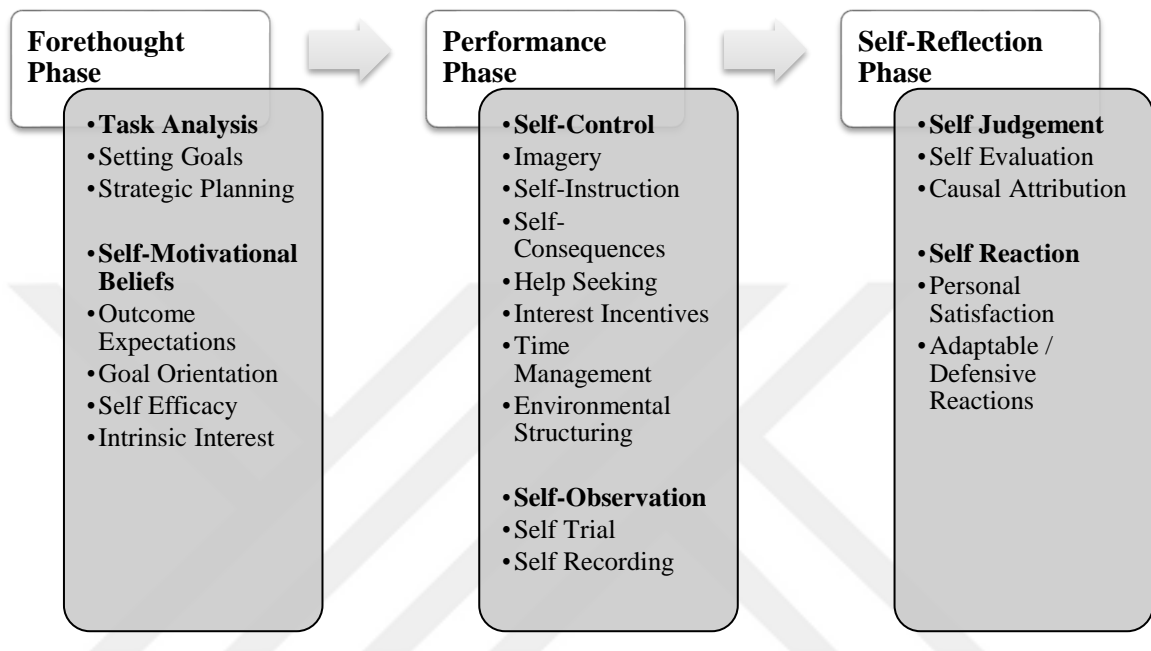 Forethought
Phase
• Task Analysis
• Setting Goals
• Strategic Planning
• Self-Motivational
Beliefs
• Outcome
Expectations
• Goal Orientation
• Self Efficacy
• Intrinsic Interest
Performance
Phase
• Self-Control
• Imagery
• Self-Instruction
• Self-
Consequences
• Help Seeking
• Interest Incentives
• Time
Management
• Environmental
Structuring
• Self-Observation
• Self Trial
• Self Recording
Self-Reflection
Phase
• Self Judgement
• Self Evaluation
• Causal Attribution
• Self Reaction
• Personal
Satisfaction
• Adaptable /
Defensive
Reactions